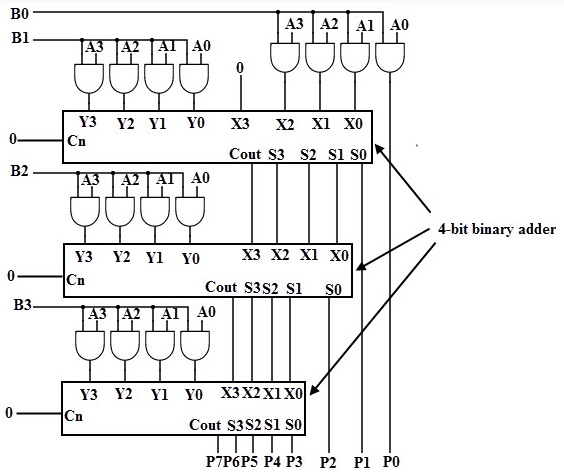 B0
A3 A2 A1 A0
B1
A3 A2 A1 A0
0
Y3 Y2 Y1 Y0 X3 X2 X1 X0
0 Cn
Cout S3 S2 S1 S0
B2
A3 A2 A1 A0
4-bit binary adder
Y3 Y2 Y1 Y0 X3 X2 X1 X0
0 Cn
Cout S3 S2 S1 S0
B3
A3 A2 A1 A0
Y3 Y2 Y1 Y0 X3 X2 X1 X0
0 Cn
Cout S3 S2 S1 S0
P7 P6 P5 P4 P3 P2 P1 P0